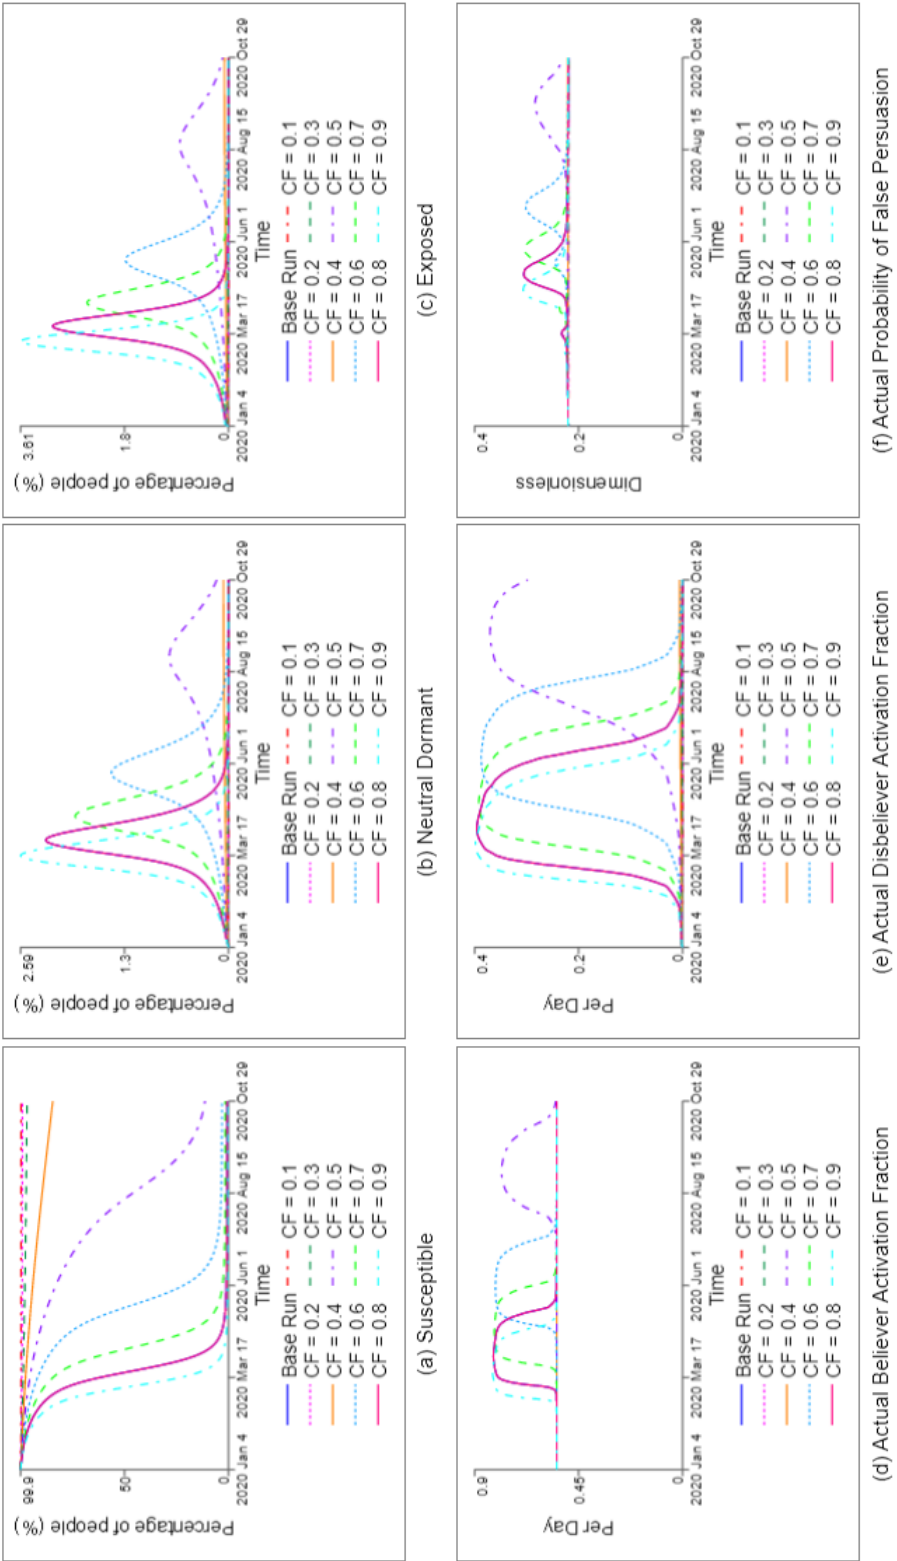 Percentage of people (%)
99.9
50
0
2020 Jan 4 2020 Mar 17 2020 Jun 1 2020 Aug 15 2020 Oct 29
Time
Base Run CF = 0.1
CF = 0.2 CF = 0.3
CF = 0.4 CF = 0.5
CF = 0.6 CF = 0.7
CF = 0.8 CF = 0.9
(a) Susceptible
Percentage of people (%)
2.59
1.3
0
2020 Jan 4 2020 Mar 17 2020 Jun 1 2020 Aug 15 2020 Oct 29
Time
Base Run CF = 0.1
CF = 0.2 CF = 0.3
CF = 0.4 CF = 0.5
CF = 0.6 CF = 0.7
CF = 0.8 CF = 0.9
(b) Neutral Dormant
Percentage of people (%)
3.61
1.8
0
2020 Jan 4 2020 Mar 17 2020 Jun 1 2020 Aug 15 2020 Oct 29
Time
Base Run CF = 0.1
CF = 0.2 CF = 0.3
CF = 0.4 CF = 0.5
CF = 0.6 CF = 0.7
CF = 0.8 CF = 0.9
(c) Exposed
Per Day
0.9
0.45
0
2020 Jan 4 2020 Mar 17 2020 Jun 1 2020 Aug 15 2020 Oct 29
Time
Base Run CF = 0.1
CF = 0.2 CF = 0.3
CF = 0.4 CF = 0.5
CF = 0.6 CF = 0.7
CF = 0.8 CF = 0.9
(d) Actual Believer Activation Fraction
Per Day
0.4
0.2
0
2020 Jan 4 2020 Mar 17 2020 Jun 1 2020 Aug 15 2020 Oct 29
Time
Base Run CF = 0.1
CF = 0.2 CF = 0.3
CF = 0.4 CF = 0.5
CF = 0.6 CF = 0.7
CF = 0.8 CF = 0.9
(e) Actual Disbeliever Activation Fraction
Dimensionless
0.4
0.2
0
2020 Jan 4 2020 Mar 17 2020 Jun 1 2020 Aug 15 2020 Oct 29
Time
Base Run CF = 0.1
CF = 0.2 CF = 0.3
CF = 0.4 CF = 0.5
CF = 0.6 CF = 0.7
CF = 0.8 CF = 0.9
(f) Actual Probability of False Persuasion